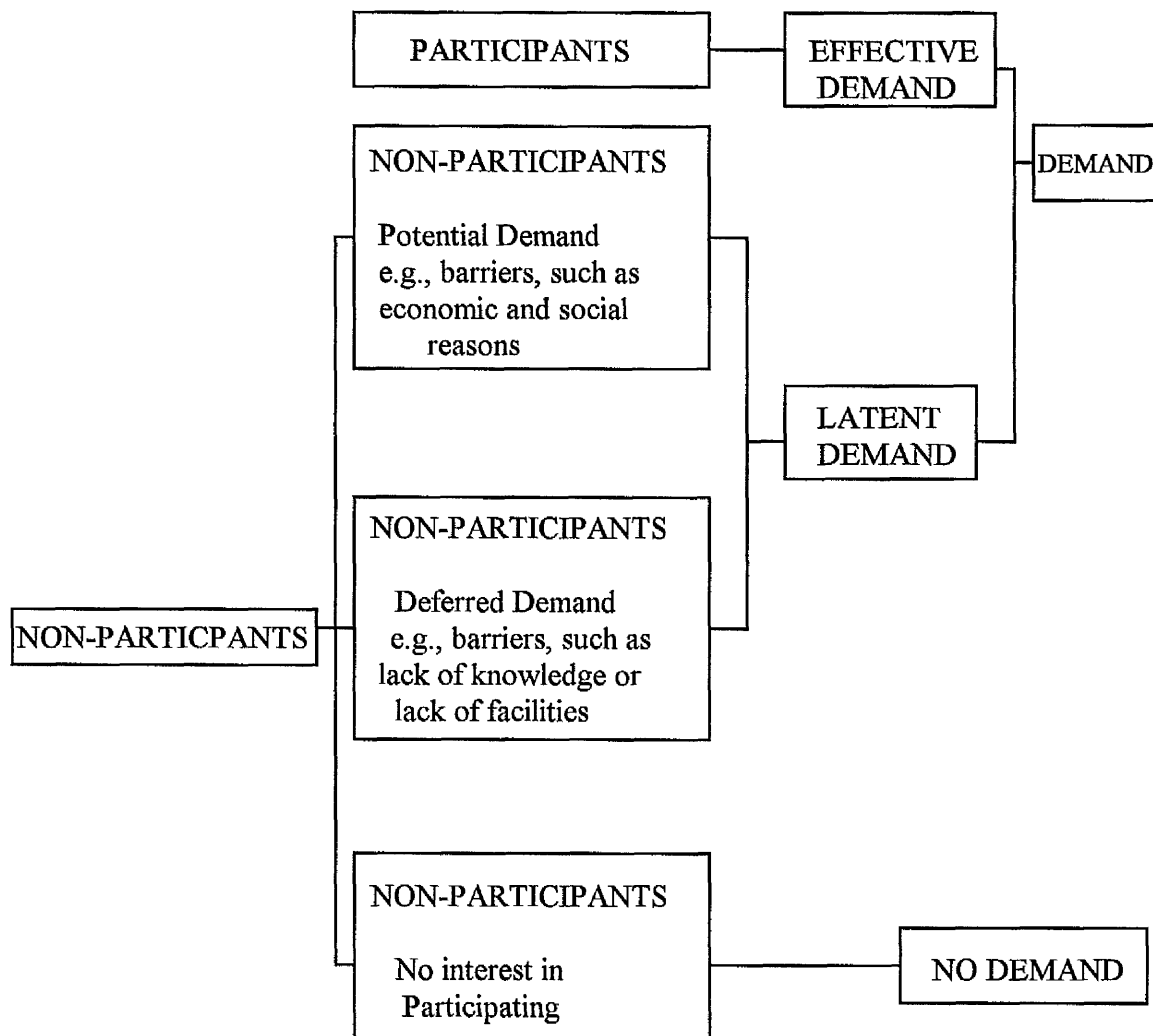 PARTICIPANTS
EFFECTIVE
DEMAND
DEMAND
NON-PARTICIPANTS
Potential Demand
e.g., barriers, such as
economic and social
reasons
LATENT
DEMAND
NON-PARTICIPANTS
Deferred Demand
e.g., barriers, such as
lack of knowledge or
lack of facilities
NON-PARTICPANTS
NON-PARTICIPANTS
No interest in
Participating
NO DEMAND